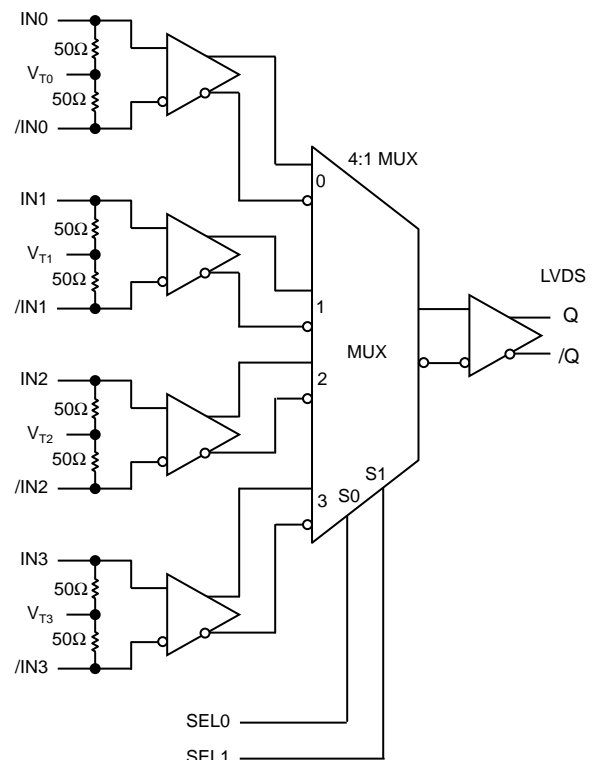 IN0
50Ω
VT0
50Ω
/IN0
4:1 MUX
0
IN1
50Ω
VT1
50Ω
/IN1
1
LVDS
Q
/Q
MUX
IN2
50Ω
VT2
50Ω
/IN2
2
S1
S0
3
IN3
50Ω
VT3
50Ω
/IN3
SEL0
SEL1